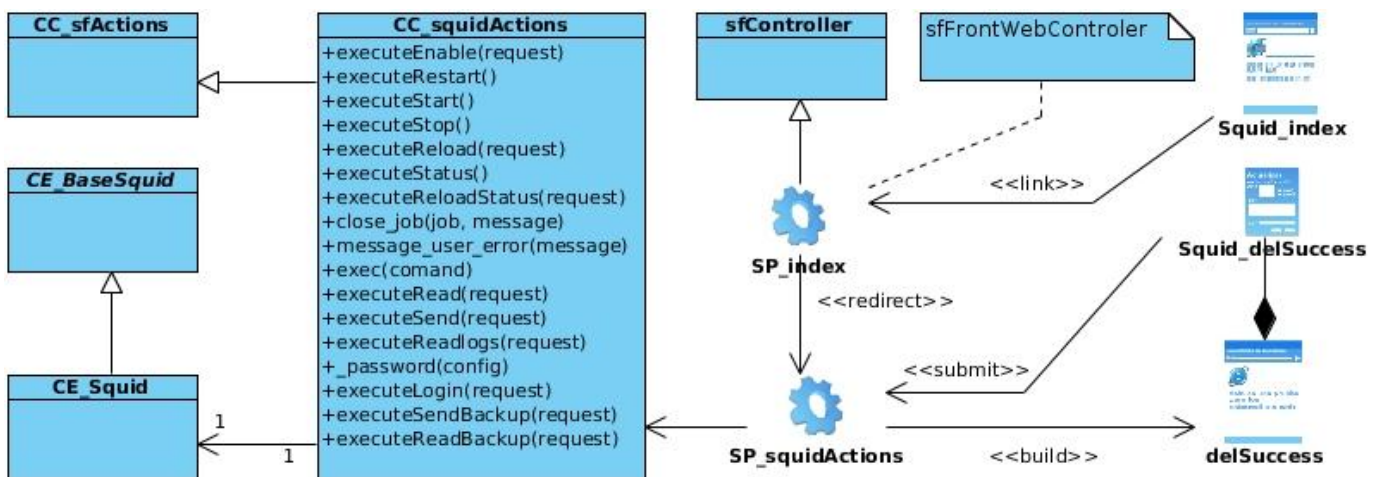 CC_sfActions
CC_squidActions
+executeEnable(request)
+executeRestart()
+executeStart()
+executeStop()
+executeReload(request)
+executeStatus()
+executeReloadStatus(request)
+close_job(job, message)
+message_user_error(message)
+exec(comand)
+executeRead(request)
+executeSend(request)
+executeReadlogs(request)
+_password(config)
+executeLogin(request)
+executeSendBackup(request)
+executeReadBackup(request)
sfController
sfFrontWebControler
Squid_index
CE_BaseSquid
<<link>>
Squid_delSuccess
SP_index
<<redirect>>
CE_Squid
<<submit>>
1
1
SP_squidActions
<<build>>
delSuccess